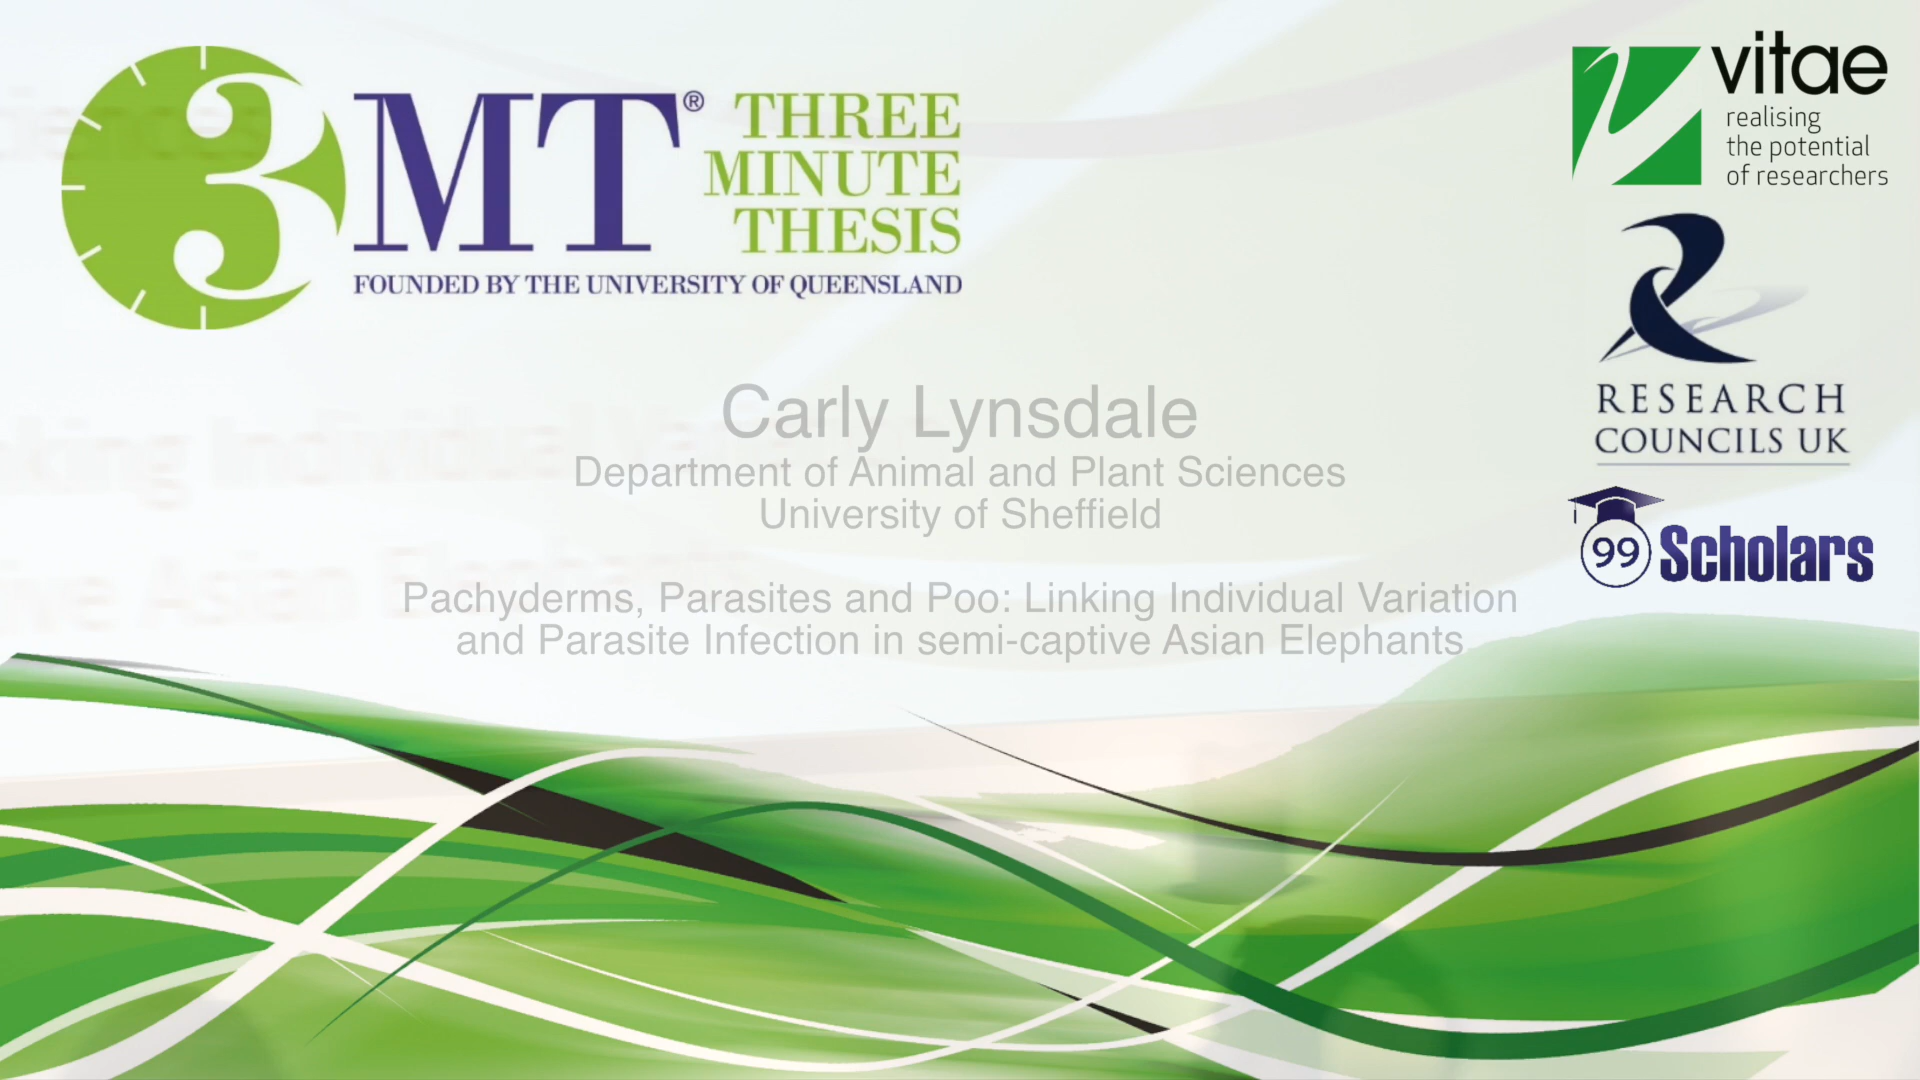 3MT® THREE
MINUTE
THESIS
FOUNDED BY THE UNIVERSITY OF QUEENSLAND
vitae
realising
the potential
of researchers
RESEARCH
COUNCILS UK
99 Scholars
Carly Lynsdale
Department of Animal and Plant Sciences
University of Sheffield
Pachyderms, Parasites and Poo: Linking Individual Variation
and Parasite Infection in semi-captive Asian Elephants